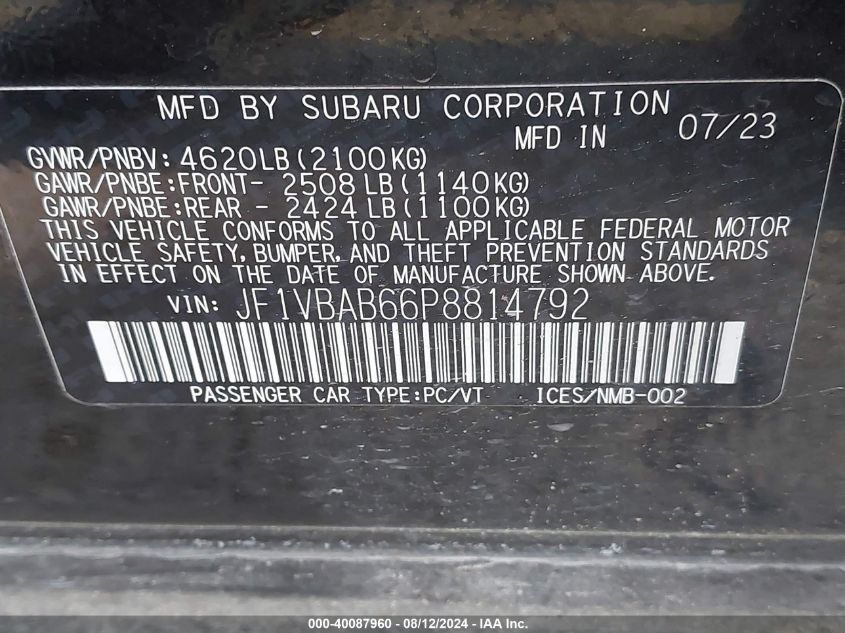 MFD BY SUBARU CORPORATION
MFD IN 07/23
GVWR/PNBV: 4620LB(2100KG)
GAWR/PNBE:FRONT- 2508 LB(1140KG)
GAWR/PNBE:REAR - 2424 LB(1100KG)
THIS VEHICLE CONFORMS TO ALL APPLICABLE FEDERAL MOTOR
VEHICLE SAFETY, BUMPER, AND THEFT PREVENTION STANDARDS
IN EFFECT ON THE DATE OF MANUFACTURE SHOWN ABOVE.
VIN: JF1VBAB66P8814792
PASSENGER CAR TYPE:PC/VT ICES/NMB-002
000-40087960 - 08/12/2024 - IAA Inc.